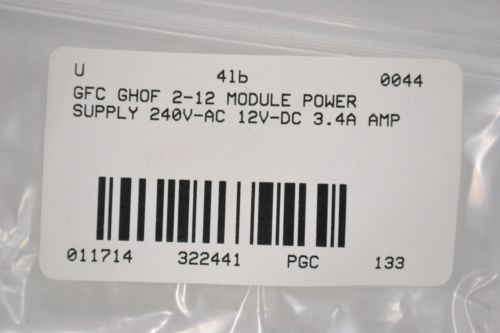 U 4lb 0044
GFC GHOF 2-12 MODULE POWER
SUPPLY 240V-AC 12V-DC 3.4A AMP
011714 322441 PGC 133